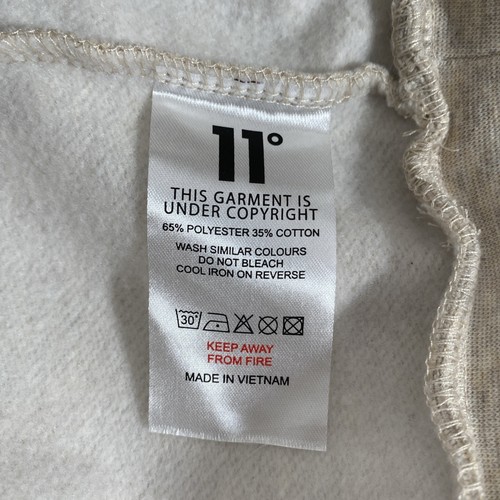 11°
THIS GARMENT IS
UNDER COPYRIGHT
65% POLYESTER 35% COTTON
WASH SIMILAR COLOURS
DO NOT BLEACH
COOL IRON ON REVERSE
30°
KEEP AWAY
FROM FIRE
MADE IN VIETNAM